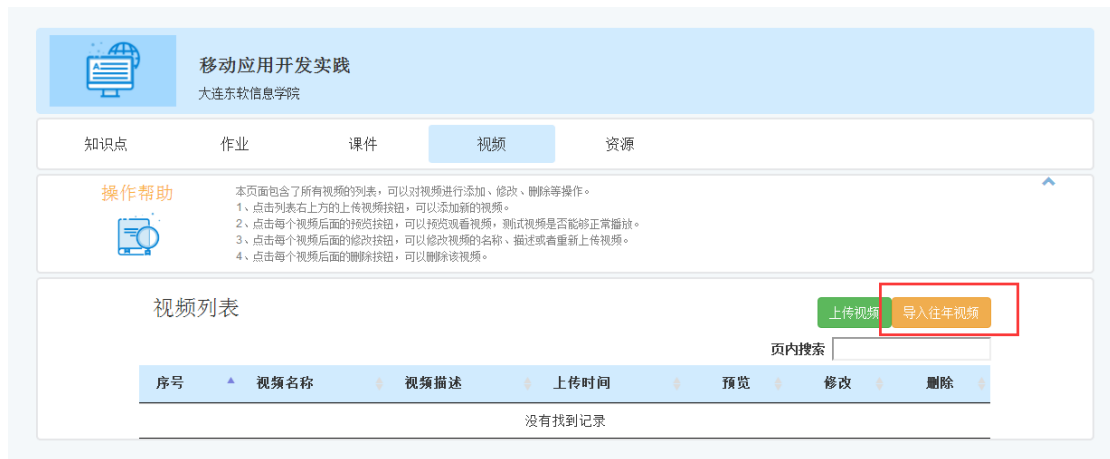 移动应用开发实践
大连东软信息学院
知识点 作业 课件 视频 资源
操作帮助
本页面包含了所有视频的列表，可以对视频进行添加、修改、删除等操作。
1、点击列表右上方的上传视频按钮，可以添加新的视频。
2、点击每个视频后面的预览按钮，可以预览观看视频，测试视频是否能够正常播放。
3、点击每个视频后面的修改按钮，可以修改视频的名称、描述或者重新上传视频。
4、点击每个视频后面的删除按钮，可以删除该视频。
视频列表
上传视频 导入往年视频
页内搜索
序号 视频名称 视频描述 上传时间 预览 修改 删除
没有找到记录